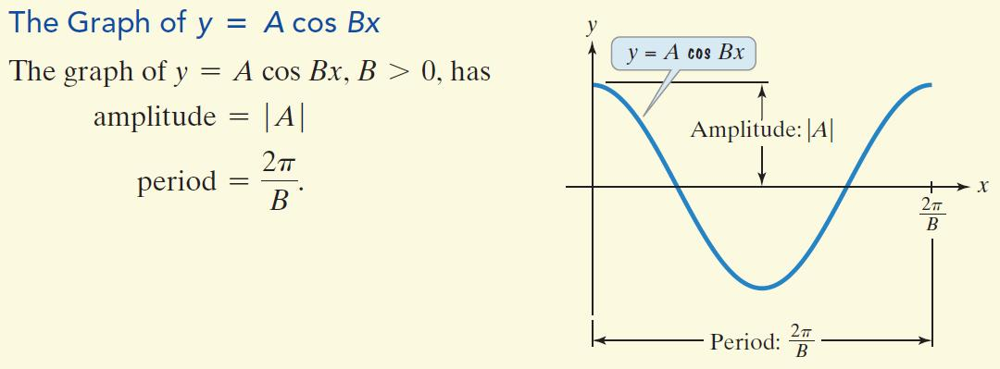 The Graph of y = A cos Bx
The graph of y = A cos Bx, B > 0, has
amplitude = |A|
period = 2π/B.
y
y = A cos Bx
Amplitude: |A|
x
2π/B
Period: 2π/B